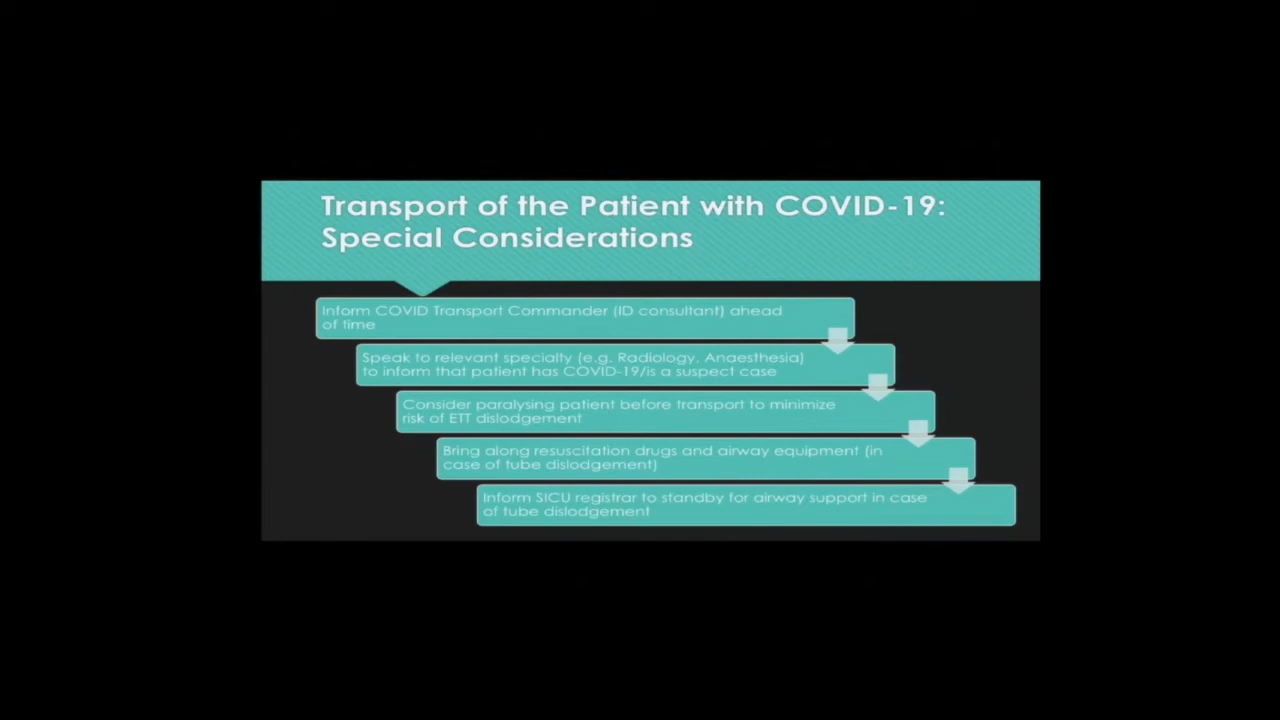 Transport of the Patient with COVID-19:
Special Considerations
Inform COVID Transport Commander (ID consultant) ahead
of time
Speak to relevant specialty (e.g. Radiology, Anaesthesia)
to inform that patient has COVID-19/is a suspect case
Consider paralysing patient before transport to minimize
risk of ETT dislodgement
Bring along resuscitation drugs and airway equipment (in
case of tube dislodgement)
Inform SICU registrar to standby for airway support in case
of tube dislodgement